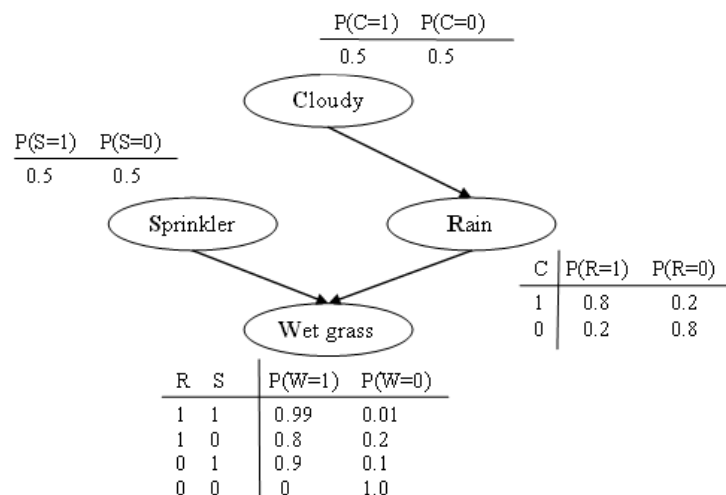 P(C=1) P(C=0)
0.5 0.5
Cloudy
P(S=1) P(S=0)
0.5 0.5
Sprinkler
Rain
C P(R=1) P(R=0)
1 0.8 0.2
0 0.2 0.8
Wet grass
R S P(W=1) P(W=0)
1 1 0.99 0.01
1 0 0.8 0.2
0 1 0.9 0.1
0 0 0 1.0